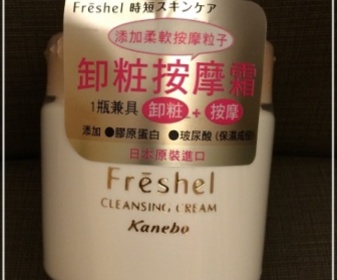 Frēshel 時短スキンケア
添加柔軟按摩粒子
卸粧按摩霜
1瓶兼具 卸粧 + 按摩
添加 ●膠原蛋白 ●玻尿酸 (保濕成份)
日本原裝進口
Frēshel
CLEANSING CREAM
Kanebo